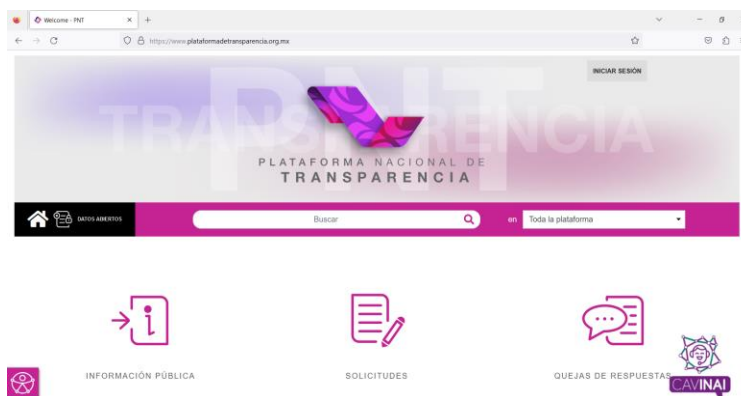 Welcome - PNT
https://www.plataformadetransparencia.org.mx
INICIAR SESIÓN
PNT
TRANSPARENCIA
PLATAFORMA NACIONAL DE
TRANSPARENCIA
DATOS ABIERTOS
Buscar
en
Toda la plataforma
INFORMACIÓN PÚBLICA
SOLICITUDES
QUEJAS DE RESPUESTAS
CAVINAI